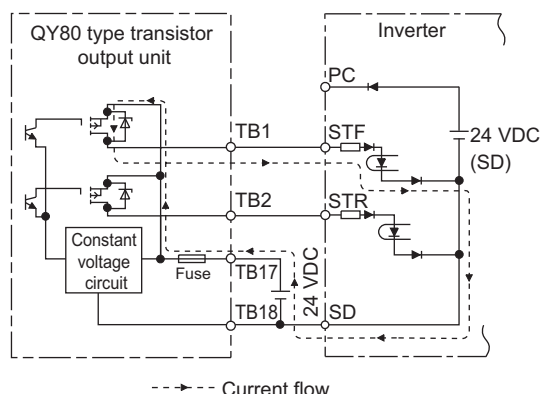 QY80 type transistor
output unit
Inverter
PC
TB1
STF
24 VDC
(SD)
TB2
STR
Constant
voltage
circuit
Fuse
TB17
24 VDC
TB18
SD
Current flow